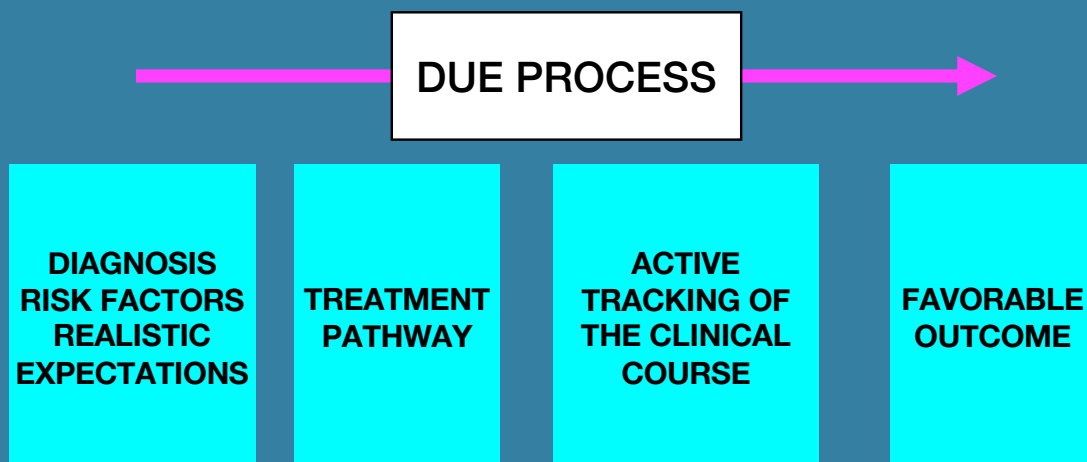 DUE PROCESS
DIAGNOSIS
RISK FACTORS
REALISTIC
EXPECTATIONS
TREATMENT
PATHWAY
ACTIVE
TRACKING OF
THE CLINICAL
COURSE
FAVORABLE
OUTCOME